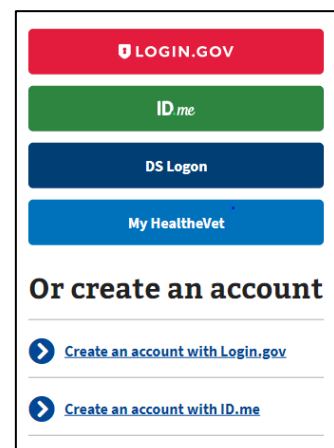 LOGIN.GOV
ID.me
DS Logon
My HealtheVet
Or create an account
Create an account with Login.gov
Create an account with ID.me